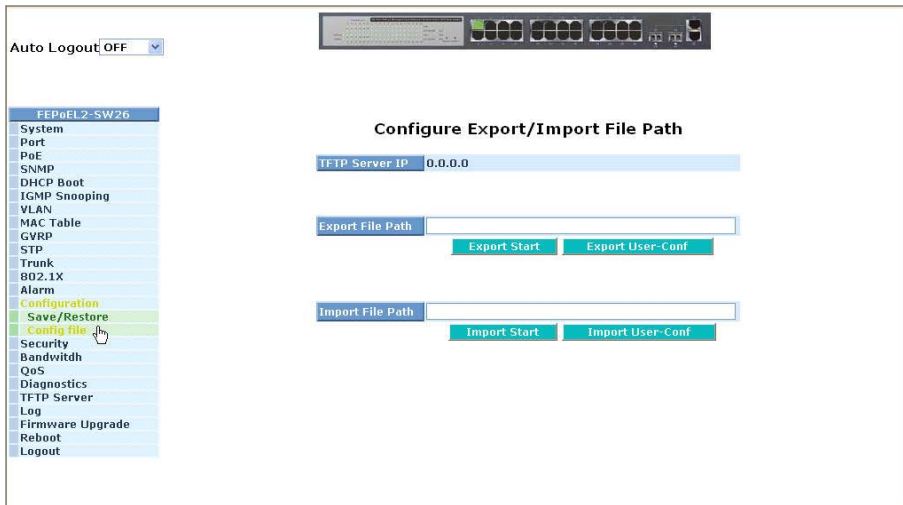 Auto Logout OFF
FEPoEL2-SW26
System
Port
PoE
SNMP
DHCP Boot
IGMP Snooping
VLAN
MAC Table
GVRP
STP
Trunk
802.1X
Alarm
Configuration
Save/Restore
Config file
Security
Bandwitdh
QoS
Diagnostics
TFTP Server
Log
Firmware Upgrade
Reboot
Logout
Configure Export/Import File Path
TFTP Server IP 0.0.0.0
Export File Path
Export Start Export User-Conf
Import File Path
Import Start Import User-Conf